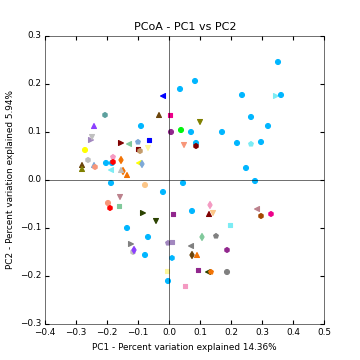 PCoA - PC1 vs PC2
0.3
0.2
0.1
0.0
−0.1
−0.2
−0.3
PC2 - Percent variation explained 5.94%
−0.4 −0.3 −0.2 −0.1 0.0 0.1 0.2 0.3 0.4 0.5
PC1 - Percent variation explained 14.36%